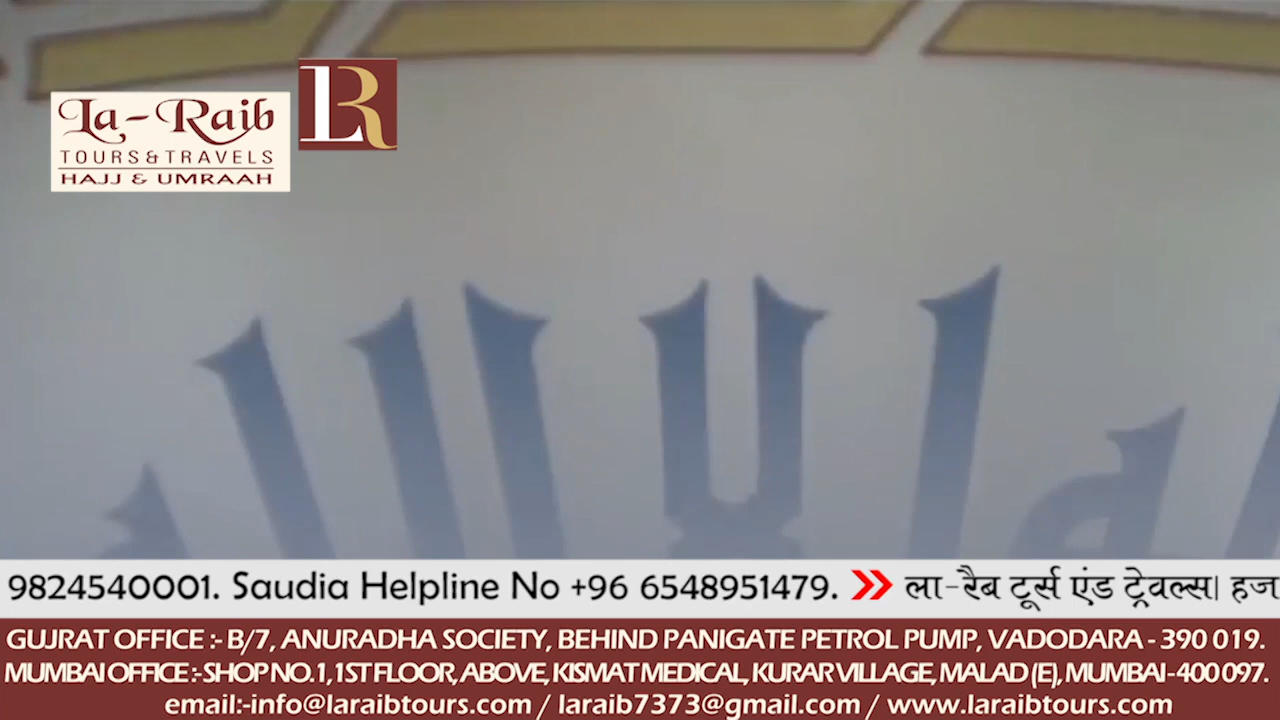 La-Raib
TOURS & TRAVELS
HAJJ & UMRAAH
LR
9824540001. Saudia Helpline No +96 6548951479. ला-रैब टूर्स एंड ट्रेवल्स। हज
GUJRAT OFFICE :- B/7, ANURADHA SOCIETY, BEHIND PANIGATE PETROL PUMP, VADODARA - 390 019.
MUMBAI OFFICE :- SHOP NO. 1, 1ST FLOOR, ABOVE, KISMAT MEDICAL, KURAR VILLAGE, MALAD (E), MUMBAI - 400 097.
email:-info@laraibtours.com / laraib7373@gmail.com / www.laraibtours.com